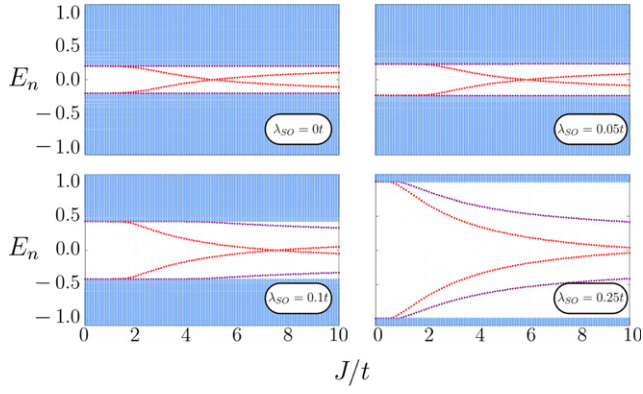 1.0
0.5
E_n 0.0
−0.5
−1.0
λ_SO = 0t
λ_SO = 0.05t
1.0
0.5
E_n 0.0
−0.5
−1.0
λ_SO = 0.1t
λ_SO = 0.25t
0 2 4 6 8 10 0 2 4 6 8 10
J/t